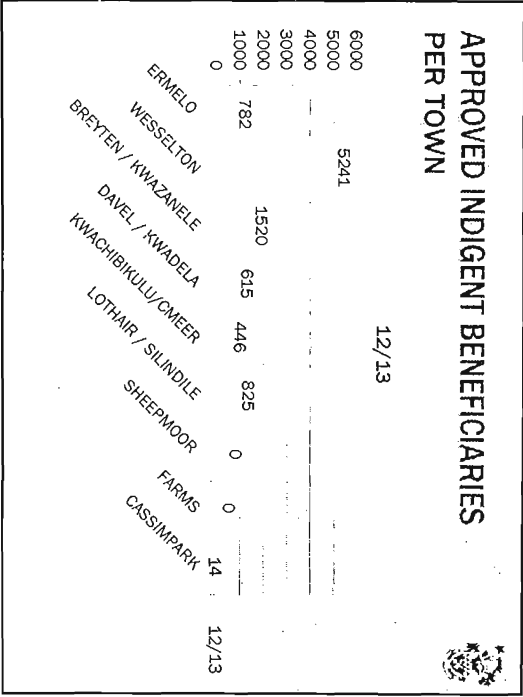 APPROVED INDIGENT BENEFICIARIES
PER TOWN
12/13
6000
5000
4000
3000
2000
1000
0
782
5241
1520
615
446
825
0
0
14
ERMELO
WESSELTON
BREYTEN / KWAZANELE
DAVEL / KWADELA
KWACHIBIKULU/CMEER
LOTHAIR / SILINDILE
SHEEPMOOR
FARMS
CASSIMPARK
12/13